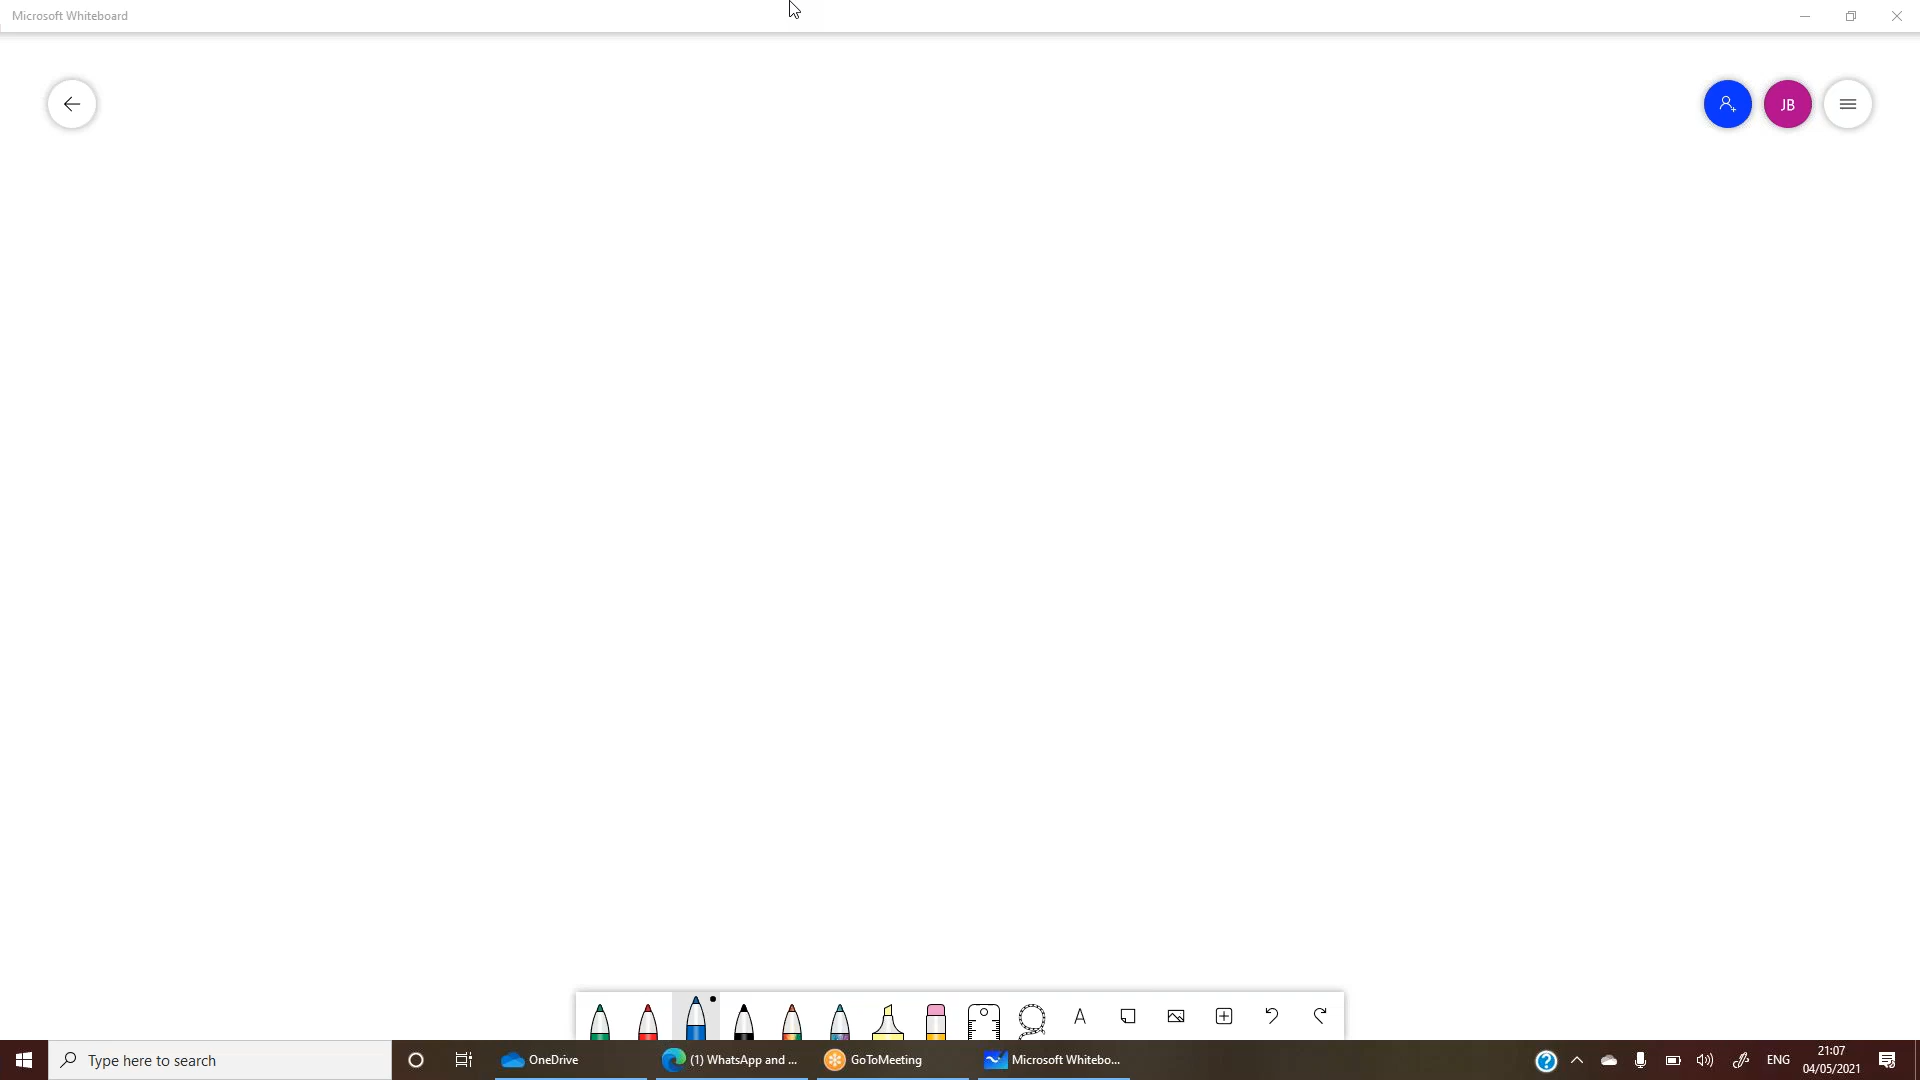 Microsoft Whiteboard
JB
Type here to search
OneDrive
(1) WhatsApp and ...
GoToMeeting
Microsoft Whitebo...
ENG
21:07
04/05/2021